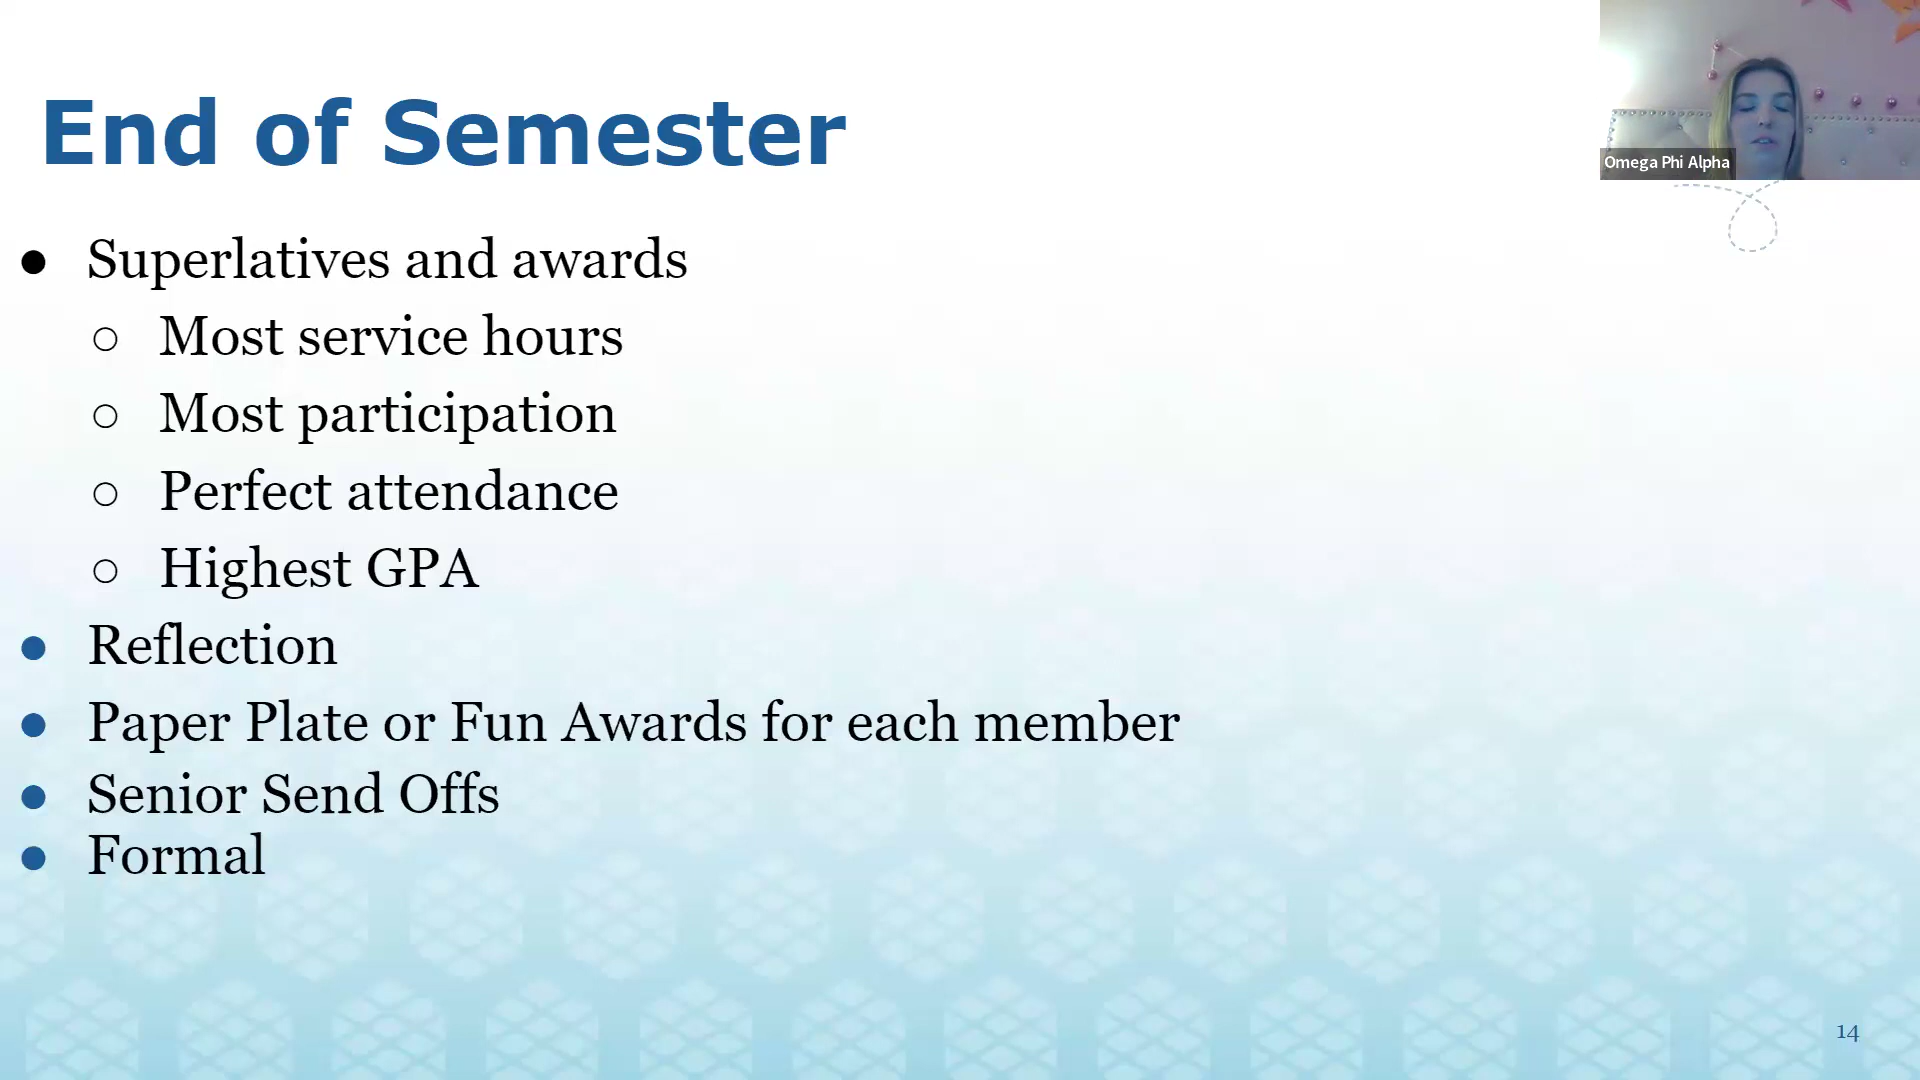 End of Semester
Omega Phi Alpha
● Superlatives and awards
○ Most service hours
○ Most participation
○ Perfect attendance
○ Highest GPA
● Reflection
● Paper Plate or Fun Awards for each member
● Senior Send Offs
● Formal
14